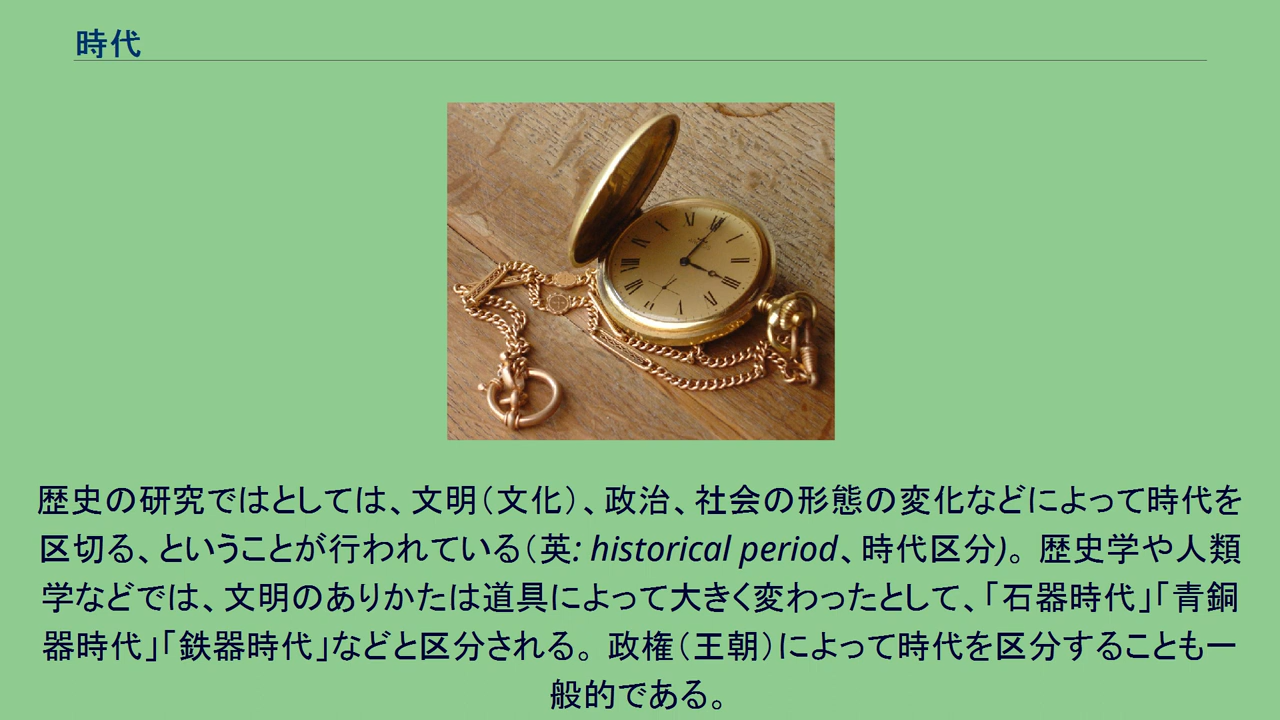 時代
歴史の研究ではとしては、文明（文化）、政治、社会の形態の変化などによって時代を
区切る、ということが行われている（英: historical period、時代区分)。歴史学や人類
学などでは、文明のありかたは道具によって大きく変わったとして、「石器時代」「青銅
器時代」「鉄器時代」などと区分される。政権（王朝）によって時代を区分することも一
般的である。